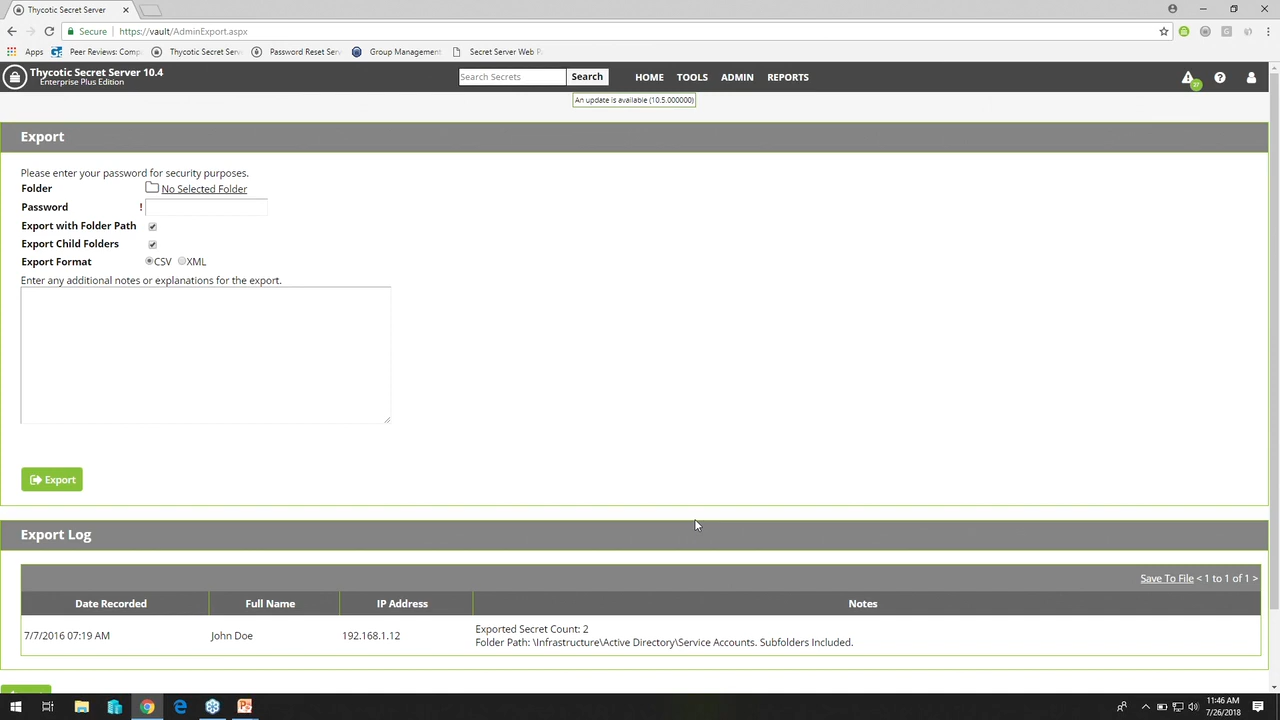 Thycotic Secret Server
Secure https://vault/AdminExport.aspx
Apps Peer Reviews: Comp Thycotic Secret Serv Password Reset Serv Group Management Secret Server Web P
Thycotic Secret Server 10.4
Enterprise Plus Edition
Search Secrets Search HOME TOOLS ADMIN REPORTS
27
An update is available (10.5.000000)
Export
Please enter your password for security purposes.
Folder No Selected Folder
Password !
Export with Folder Path
Export Child Folders
Export Format CSV XML
Enter any additional notes or explanations for the export.
Export
Export Log
Save To File < 1 to 1 of 1 >
Date Recorded Full Name IP Address Notes
7/7/2016 07:19 AM John Doe 192.168.1.12 Exported Secret Count: 2
Folder Path: \Infrastructure\Active Directory\Service Accounts. Subfolders Included.
11:46 AM
7/26/2018